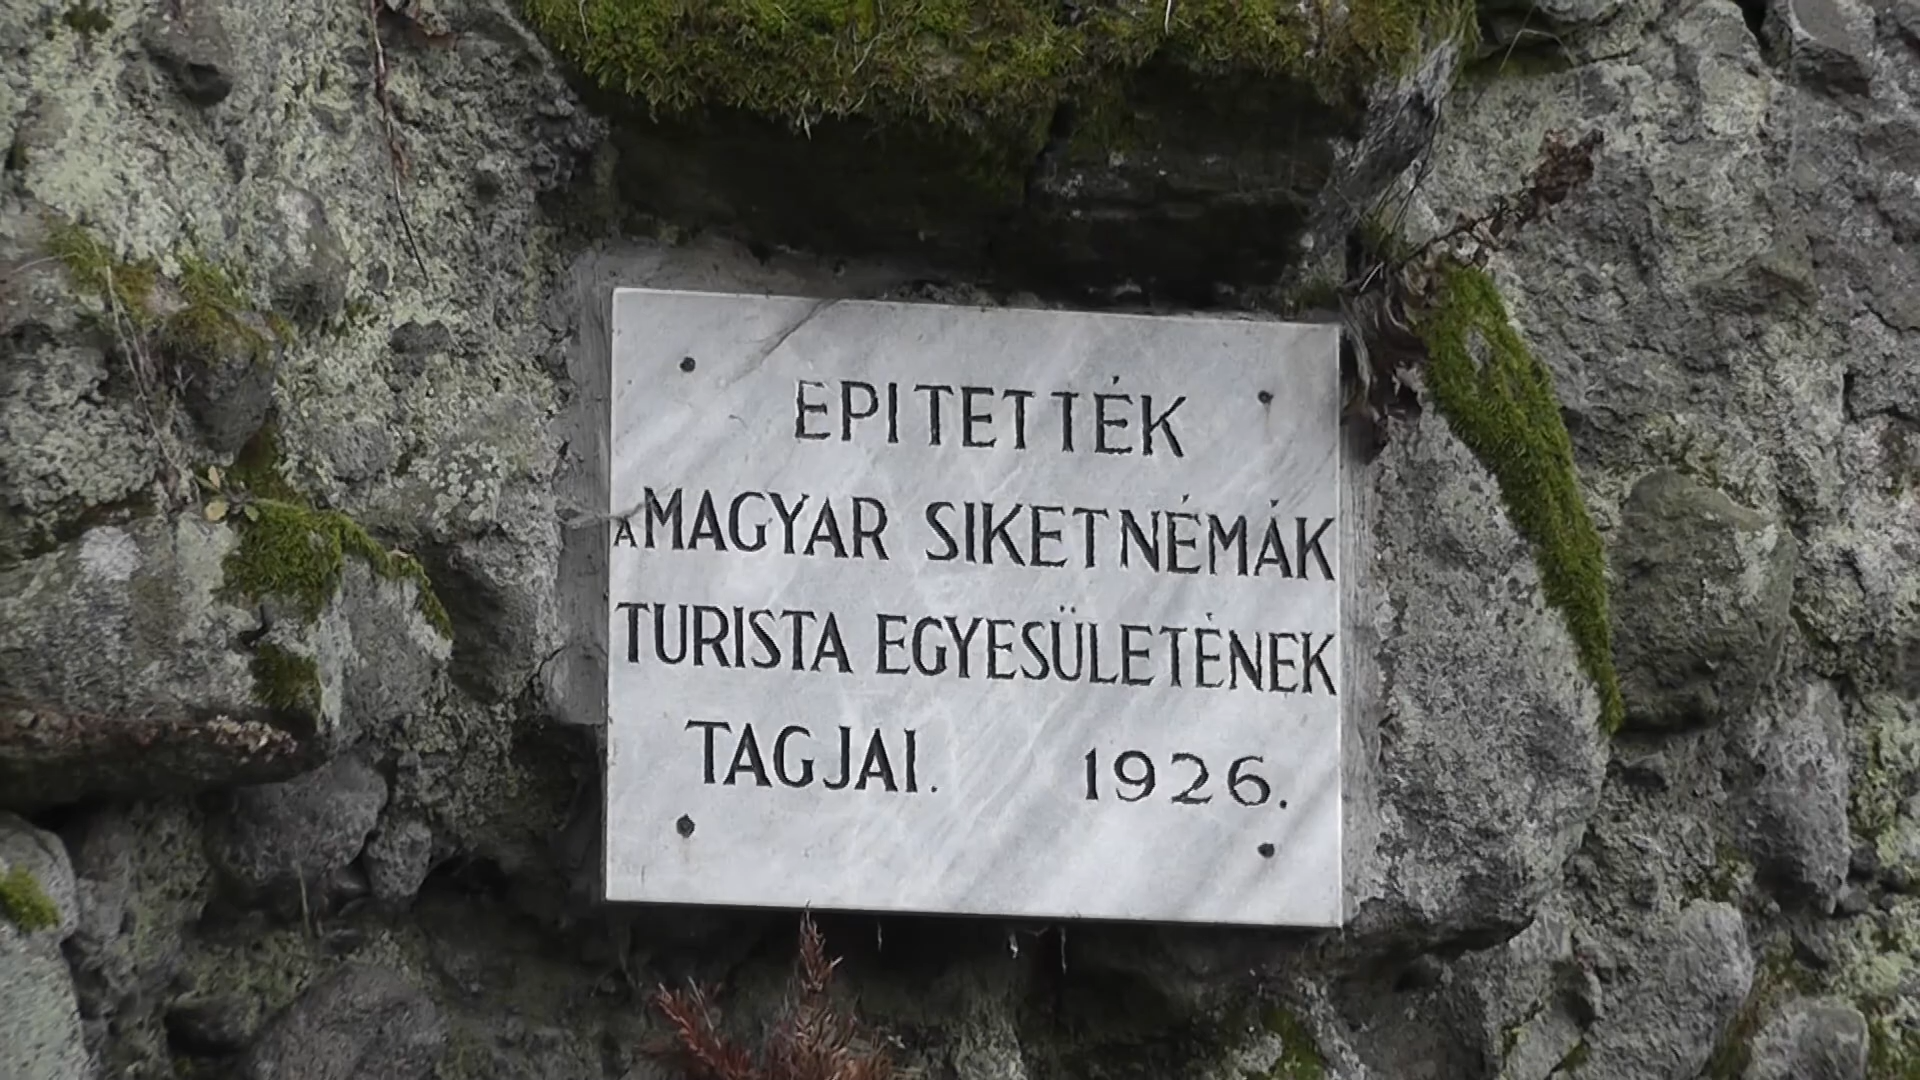 EPITETTÉK
A MAGYAR SIKETNÉMÁK
TURISTA EGYESÜLETÉNEK
TAGJAI. 1926.